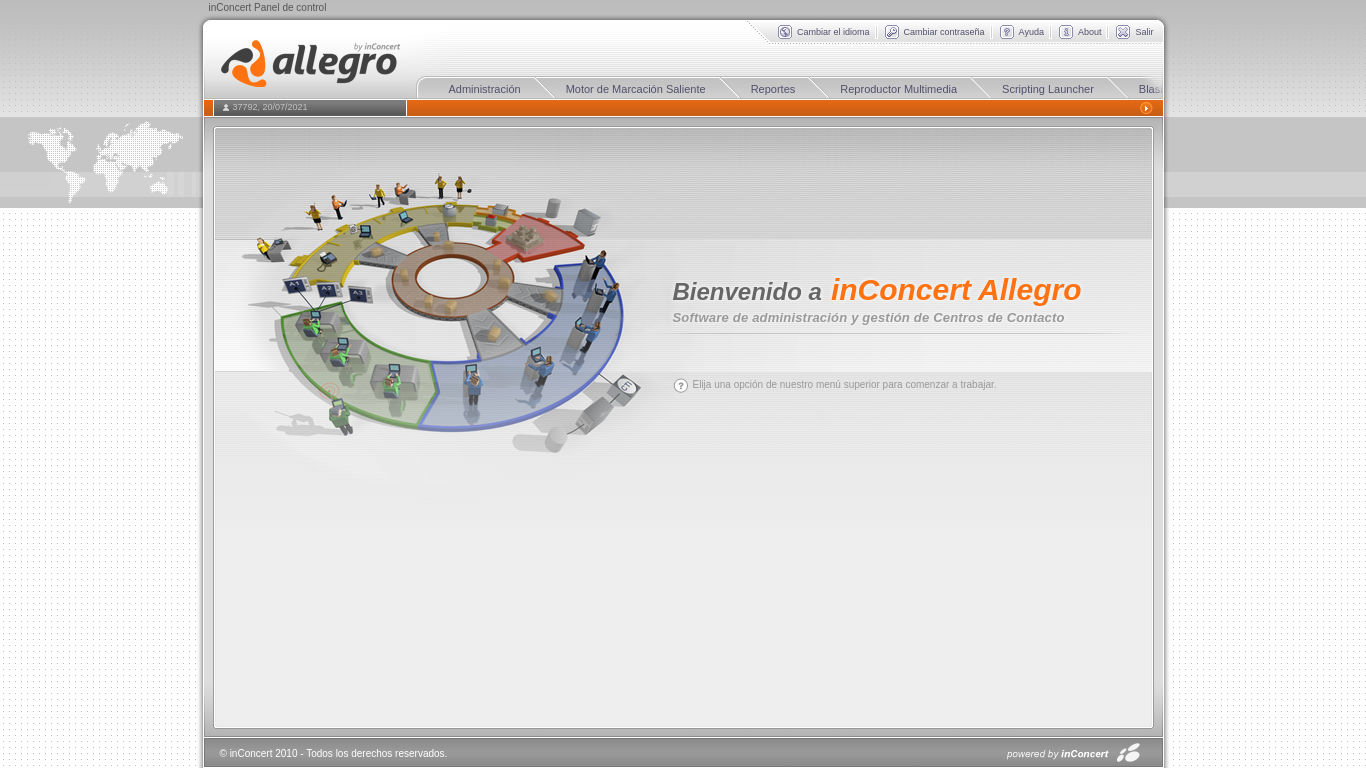 inConcert Panel de control
Cambiar el idioma
Cambiar contraseña
Ayuda
About
Salir
by inConcert
allegro
Administración
Motor de Marcación Saliente
Reportes
Reproductor Multimedia
Scripting Launcher
Blas
37792, 20/07/2021
A1
A2
A3
Bienvenido a inConcert Allegro
Software de administración y gestión de Centros de Contacto
Elija una opción de nuestro menú superior para comenzar a trabajar.
© inConcert 2010 - Todos los derechos reservados.
powered by inConcert